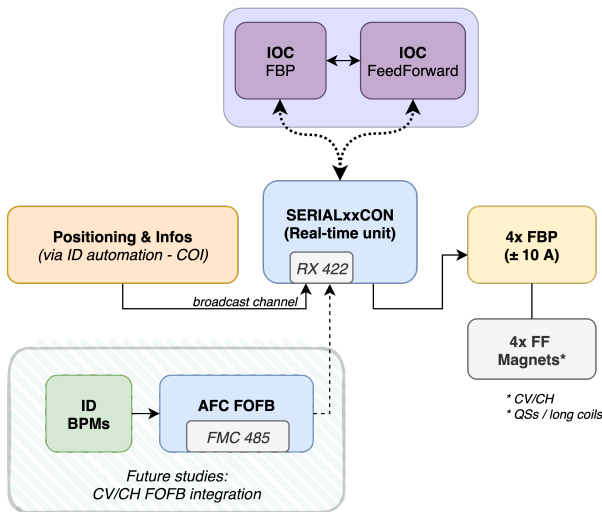 IOC
FBP
IOC
FeedForward
SERIALxxCON
(Real-time unit)
RX 422
Positioning & Infos
(via ID automation - COI)
broadcast channel
4x FBP
(± 10 A)
4x FF
Magnets*
* CV/CH
* QSs / long coils
ID
BPMs
AFC FOFB
FMC 485
Future studies:
CV/CH FOFB integration